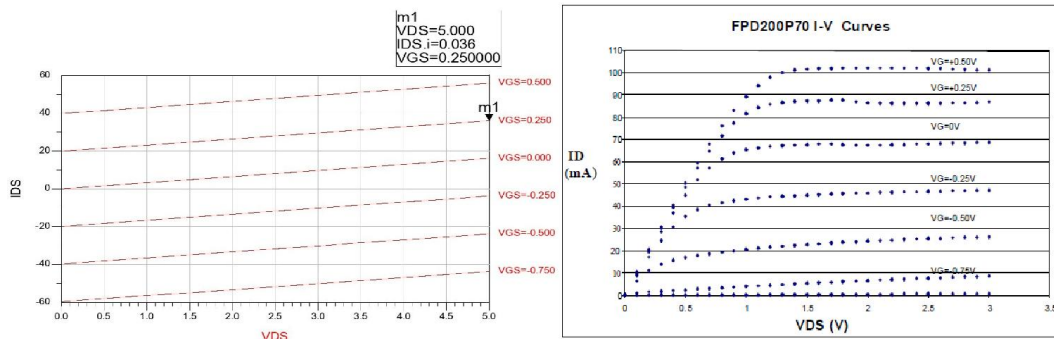 m1
VDS=5.000
IDS.i=0.036
VGS=0.250000
60
40
20
0
-20
-40
-60
IDS
VGS=0.500
m1
VGS=0.250
VGS=0.000
VGS=-0.250
VGS=-0.500
VGS=-0.750
0.0 0.5 1.0 1.5 2.0 2.5 3.0 3.5 4.0 4.5 5.0
VDS
FPD200P70 I-V Curves
110
100
90
80
70
60
50
40
30
20
10
0
ID
(mA)
VG=+0.50V
VG=+0.25V
VG=0V
VG=-0.25V
VG=-0.50V
VG=-0.75V
0 0.5 1.0 1.5 2.0 2.5 3.0 3.5
VDS (V)